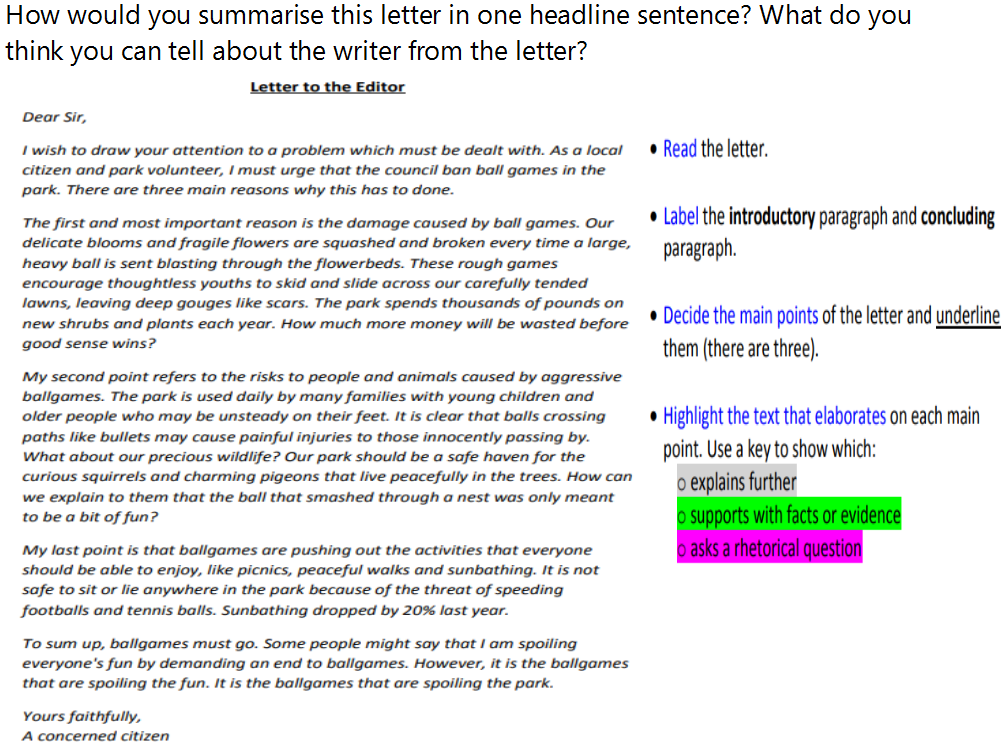 How would you summarise this letter in one headline sentence? What do you
think you can tell about the writer from the letter?
Letter to the Editor
Dear Sir,
I wish to draw your attention to a problem which must be dealt with. As a local
citizen and park volunteer, I must urge that the council ban ball games in the
park. There are three main reasons why this has to done.
The first and most important reason is the damage caused by ball games. Our
delicate blooms and fragile flowers are squashed and broken every time a large,
heavy ball is sent blasting through the flowerbeds. These rough games
encourage thoughtless youths to skid and slide across our carefully tended
lawns, leaving deep gouges like scars. The park spends thousands of pounds on
new shrubs and plants each year. How much more money will be wasted before
good sense wins?
My second point refers to the risks to people and animals caused by aggressive
ballgames. The park is used daily by many families with young children and
older people who may be unsteady on their feet. It is clear that balls crossing
paths like bullets may cause painful injuries to those innocently passing by.
What about our precious wildlife? Our park should be a safe haven for the
curious squirrels and charming pigeons that live peacefully in the trees. How can
we explain to them that the ball that smashed through a nest was only meant
to be a bit of fun?
My last point is that ballgames are pushing out the activities that everyone
should be able to enjoy, like picnics, peaceful walks and sunbathing. It is not
safe to sit or lie anywhere in the park because of the threat of speeding
footballs and tennis balls. Sunbathing dropped by 20% last year.
To sum up, ballgames must go. Some people might say that I am spoiling
everyone's fun by demanding an end to ballgames. However, it is the ballgames
that are spoiling the fun. It is the ballgames that are spoiling the park.
Yours faithfully,
A concerned citizen
• Read the letter.
• Label the introductory paragraph and concluding
paragraph.
• Decide the main points of the letter and underline
them (there are three).
• Highlight the text that elaborates on each main
point. Use a key to show which:
o explains further
o supports with facts or evidence
o asks a rhetorical question